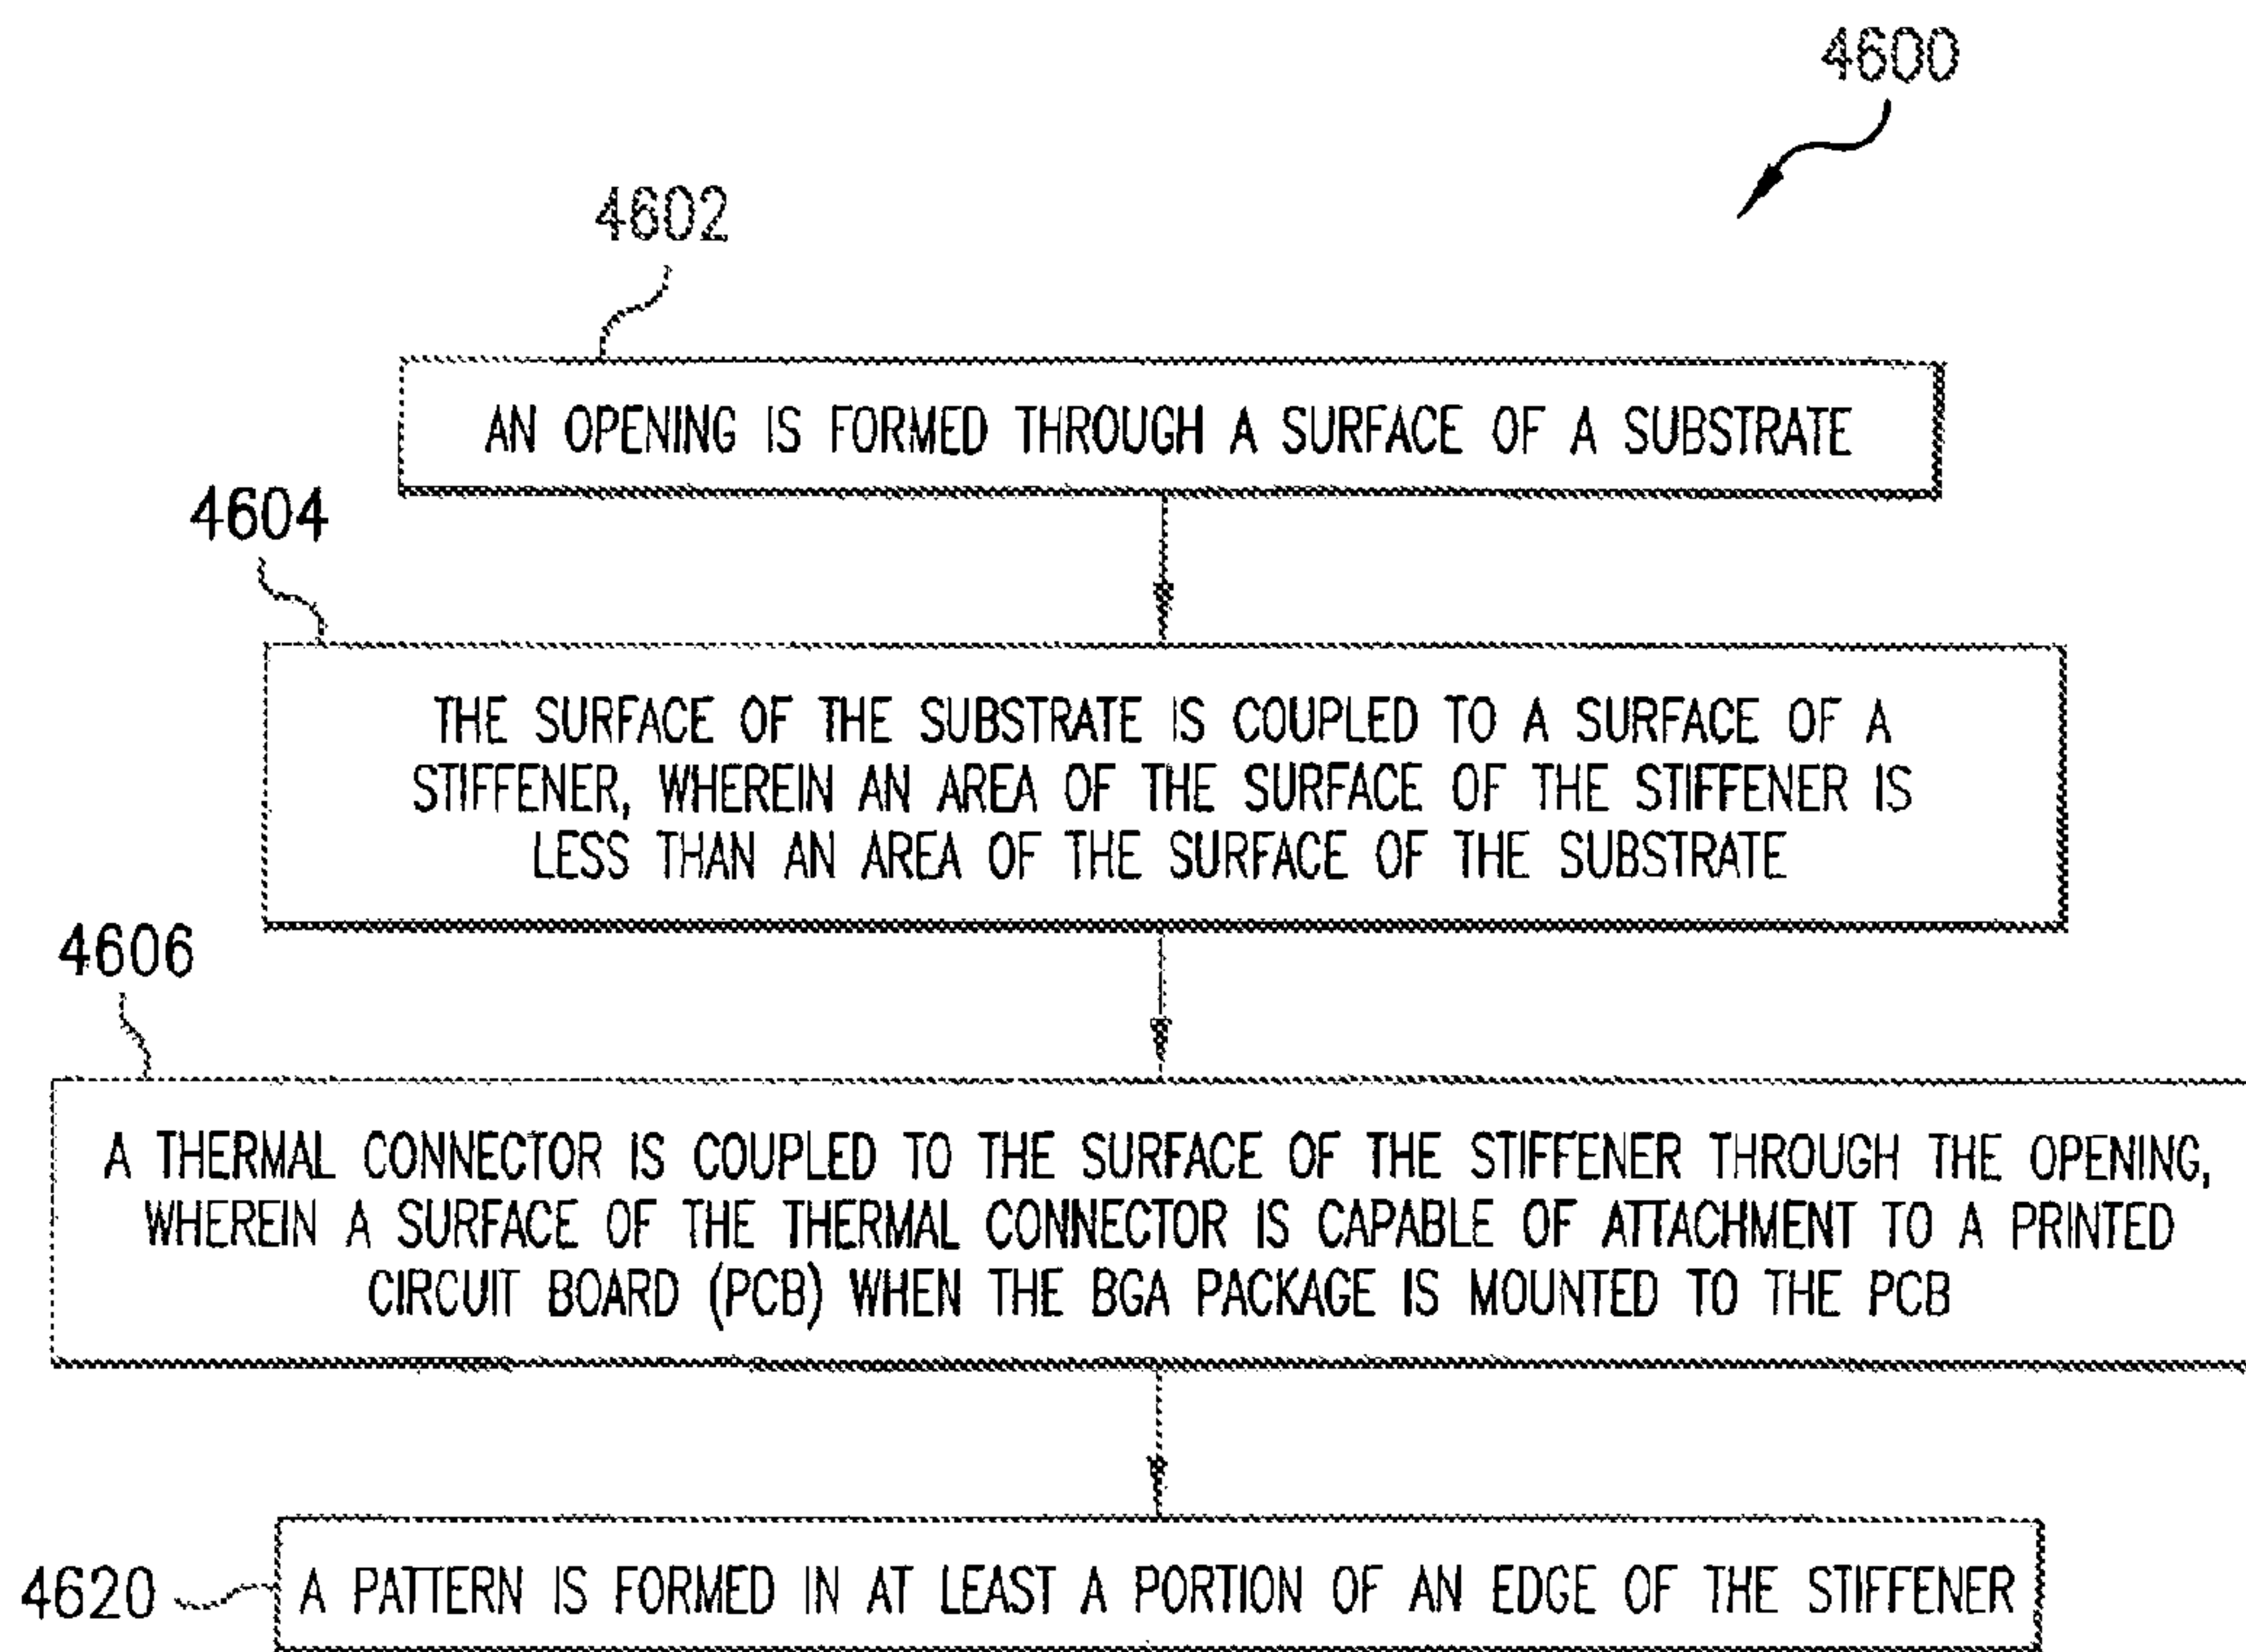 4600
4602
AN OPENING IS FORMED THROUGH A SURFACE OF A SUBSTRATE
4604
THE SURFACE OF THE SUBSTRATE IS COUPLED TO A SURFACE OF A
STIFFENER, WHEREIN AN AREA OF THE SURFACE OF THE STIFFENER IS
LESS THAN AN AREA OF THE SURFACE OF THE SUBSTRATE
4606
A THERMAL CONNECTOR IS COUPLED TO THE SURFACE OF THE STIFFENER THROUGH THE OPENING,
WHEREIN A SURFACE OF THE THERMAL CONNECTOR IS CAPABLE OF ATTACHMENT TO A PRINTED
CIRCUIT BOARD (PCB) WHEN THE BGA PACKAGE IS MOUNTED TO THE PCB
4620
A PATTERN IS FORMED IN AT LEAST A PORTION OF AN EDGE OF THE STIFFENER